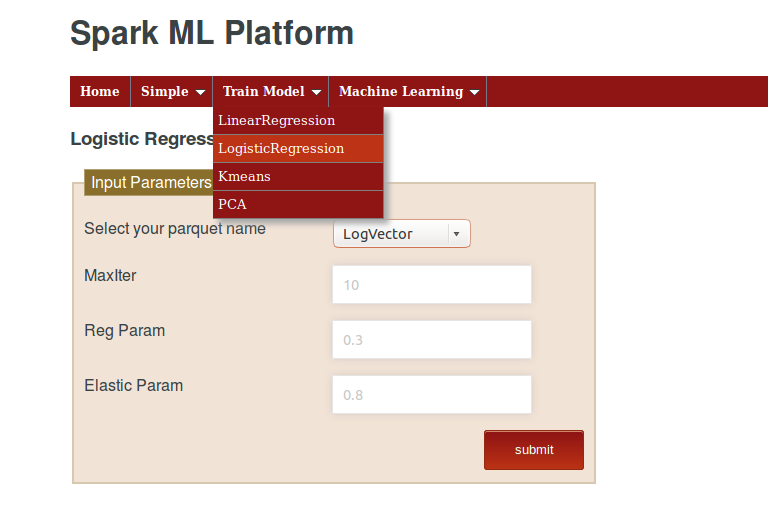 Spark ML Platform
Home Simple Train Model Machine Learning
LinearRegression
LogisticRegression
Kmeans
PCA
Logistic Regress
Input Parameters
Select your parquet name LogVector
MaxIter 10
Reg Param 0.3
Elastic Param 0.8
submit